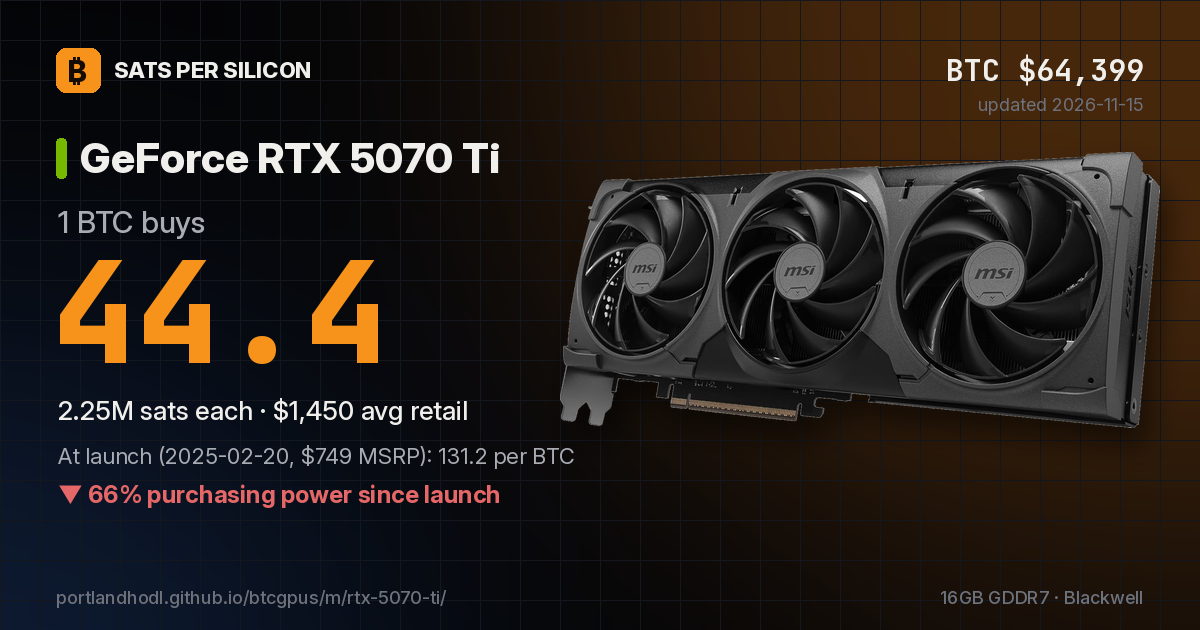 ₿ SATS PER SILICON
BTC $64,399
updated 2026-11-15
GeForce RTX 5070 Ti
1 BTC buys
44.4
2.25M sats each · $1,450 avg retail
At launch (2025-02-20, $749 MSRP): 131.2 per BTC
▼ 66% purchasing power since launch
msi
msi
msi
portlandhodl.github.io/btcgpus/m/rtx-5070-ti/
16GB GDDR7 · Blackwell